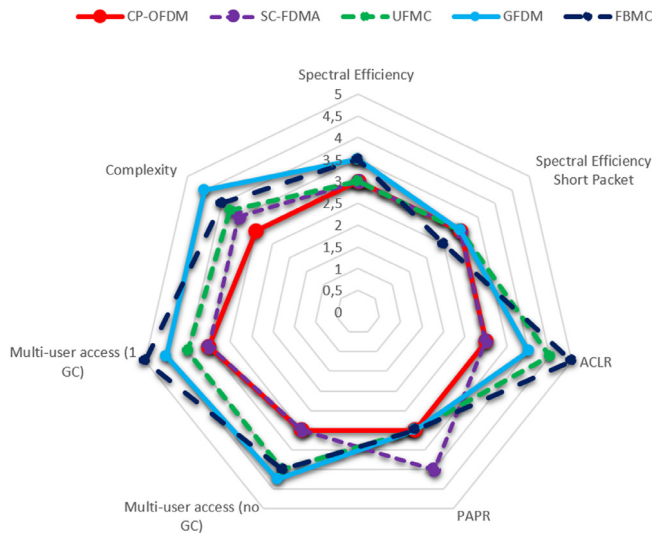 CP-OFDM SC-FDMA UFMC GFDM FBMC
Spectral Efficiency
5
4,5
4
3,5
3
2,5
2
1,5
1
0,5
0
Spectral Efficiency
Short Packet
ACLR
PAPR
Multi-user access (no
GC)
Multi-user access (1
GC)
Complexity